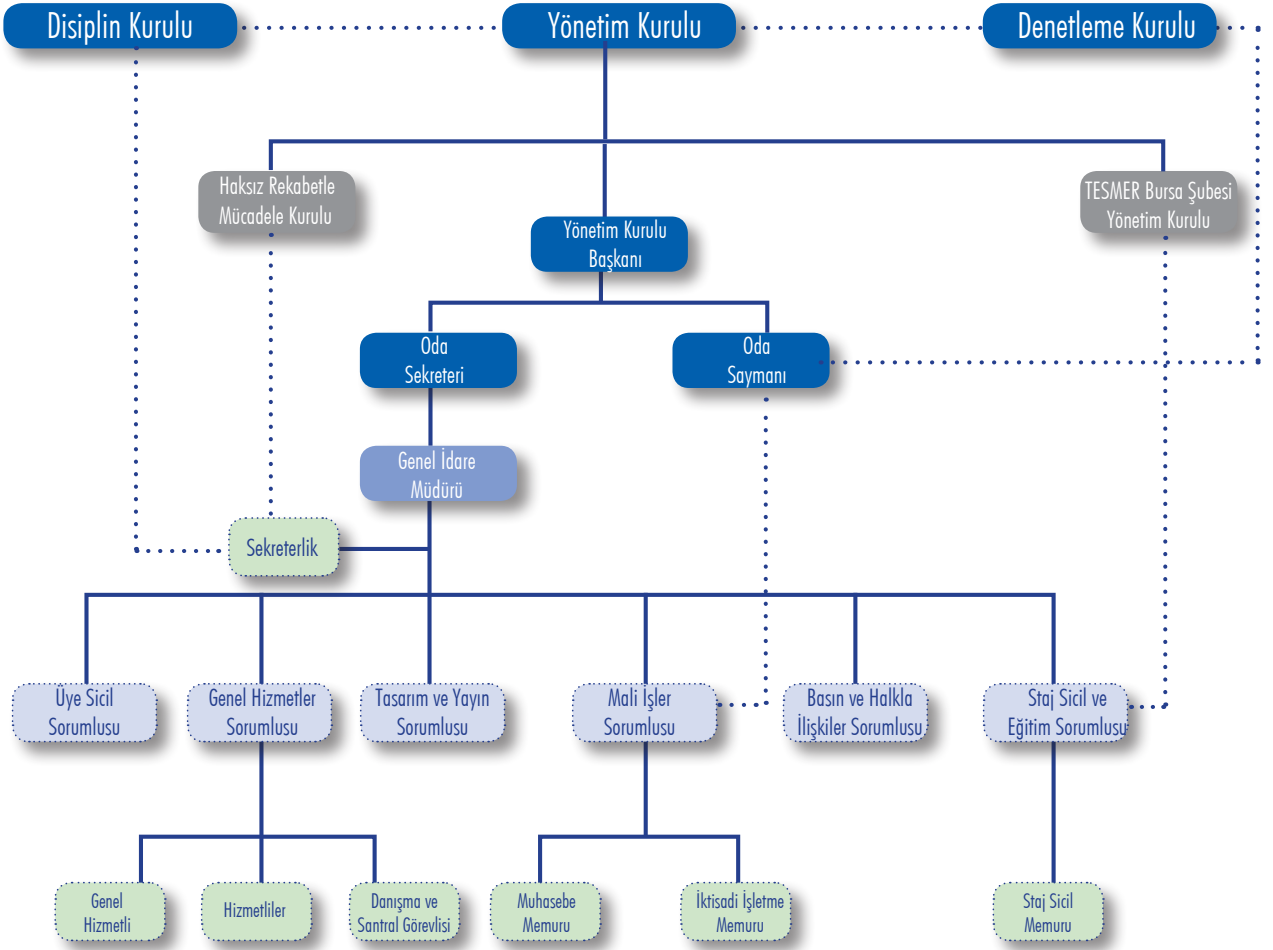 Disiplin Kurulu
Yönetim Kurulu
Denetleme Kurulu
Haksız Rekabetle
Mücadele Kurulu
TESMER Bursa Şubesi
Yönetim Kurulu
Yönetim Kurulu
Başkanı
Oda
Sekreteri
Oda
Saymanı
Genel İdare
Müdürü
Sekreterlik
Üye Sicil
Sorumlusu
Genel Hizmetler
Sorumlusu
Tasarım ve Yayın
Sorumlusu
Mali İşler
Sorumlusu
Basın ve Halkla
İlişkiler Sorumlusu
Staj Sicil ve
Eğitim Sorumlusu
Genel
Hizmetli
Hizmetliler
Danışma ve
Santral Görevlisi
Muhasebe
Memuru
İktisadi İşletme
Memuru
Staj Sicil
Memuru